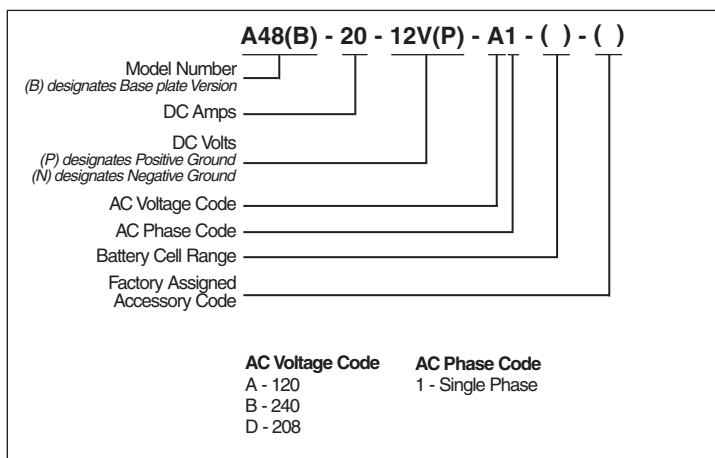 A48(B) - 20 - 12V(P) - A1 - ( ) - ( )
Model Number
(B) designates Base plate Version
DC Amps
DC Volts
(P) designates Positive Ground
(N) designates Negative Ground
AC Voltage Code
AC Phase Code
Battery Cell Range
Factory Assigned
Accessory Code
AC Voltage Code
A - 120
B - 240
D - 208
AC Phase Code
1 - Single Phase